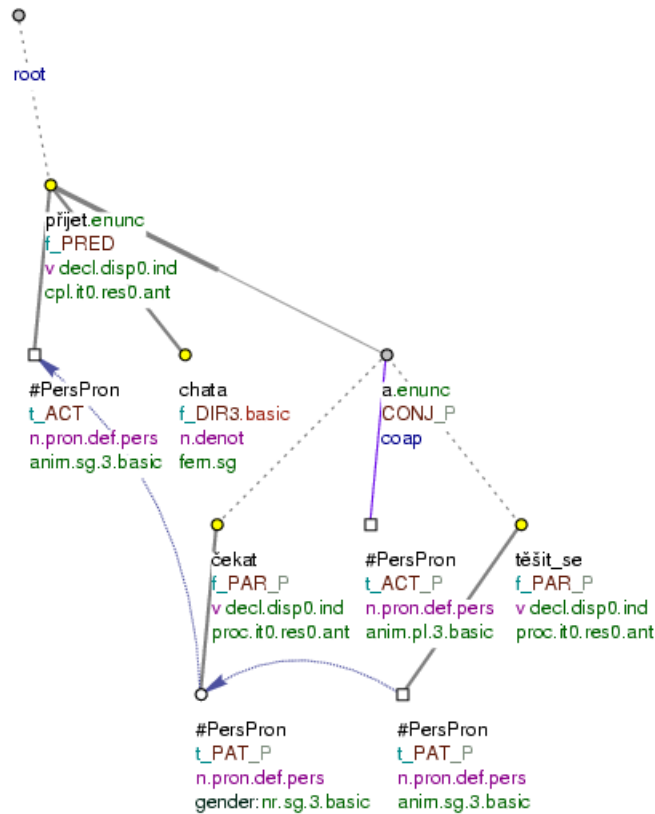 root
přijet.enunc
f_PRED
v decl.disp0.ind
cpl.it0.res0.ant
#PersPron
t_ACT
n.pron.def.pers
anim.sg.3.basic
chata
f_DIR3.basic
n.denot
fem.sg
a.enunc
CONJ_P
coap
čekat
f_PAR_P
v decl.disp0.ind
proc.it0.res0.ant
#PersPron
t_ACT_P
n.pron.def.pers
anim.pl.3.basic
těšit_se
f_PAR_P
v decl.disp0.ind
proc.it0.res0.ant
#PersPron
t_PAT_P
n.pron.def.pers
gender:nr.sg.3.basic
#PersPron
t_PAT_P
n.pron.def.pers
anim.sg.3.basic